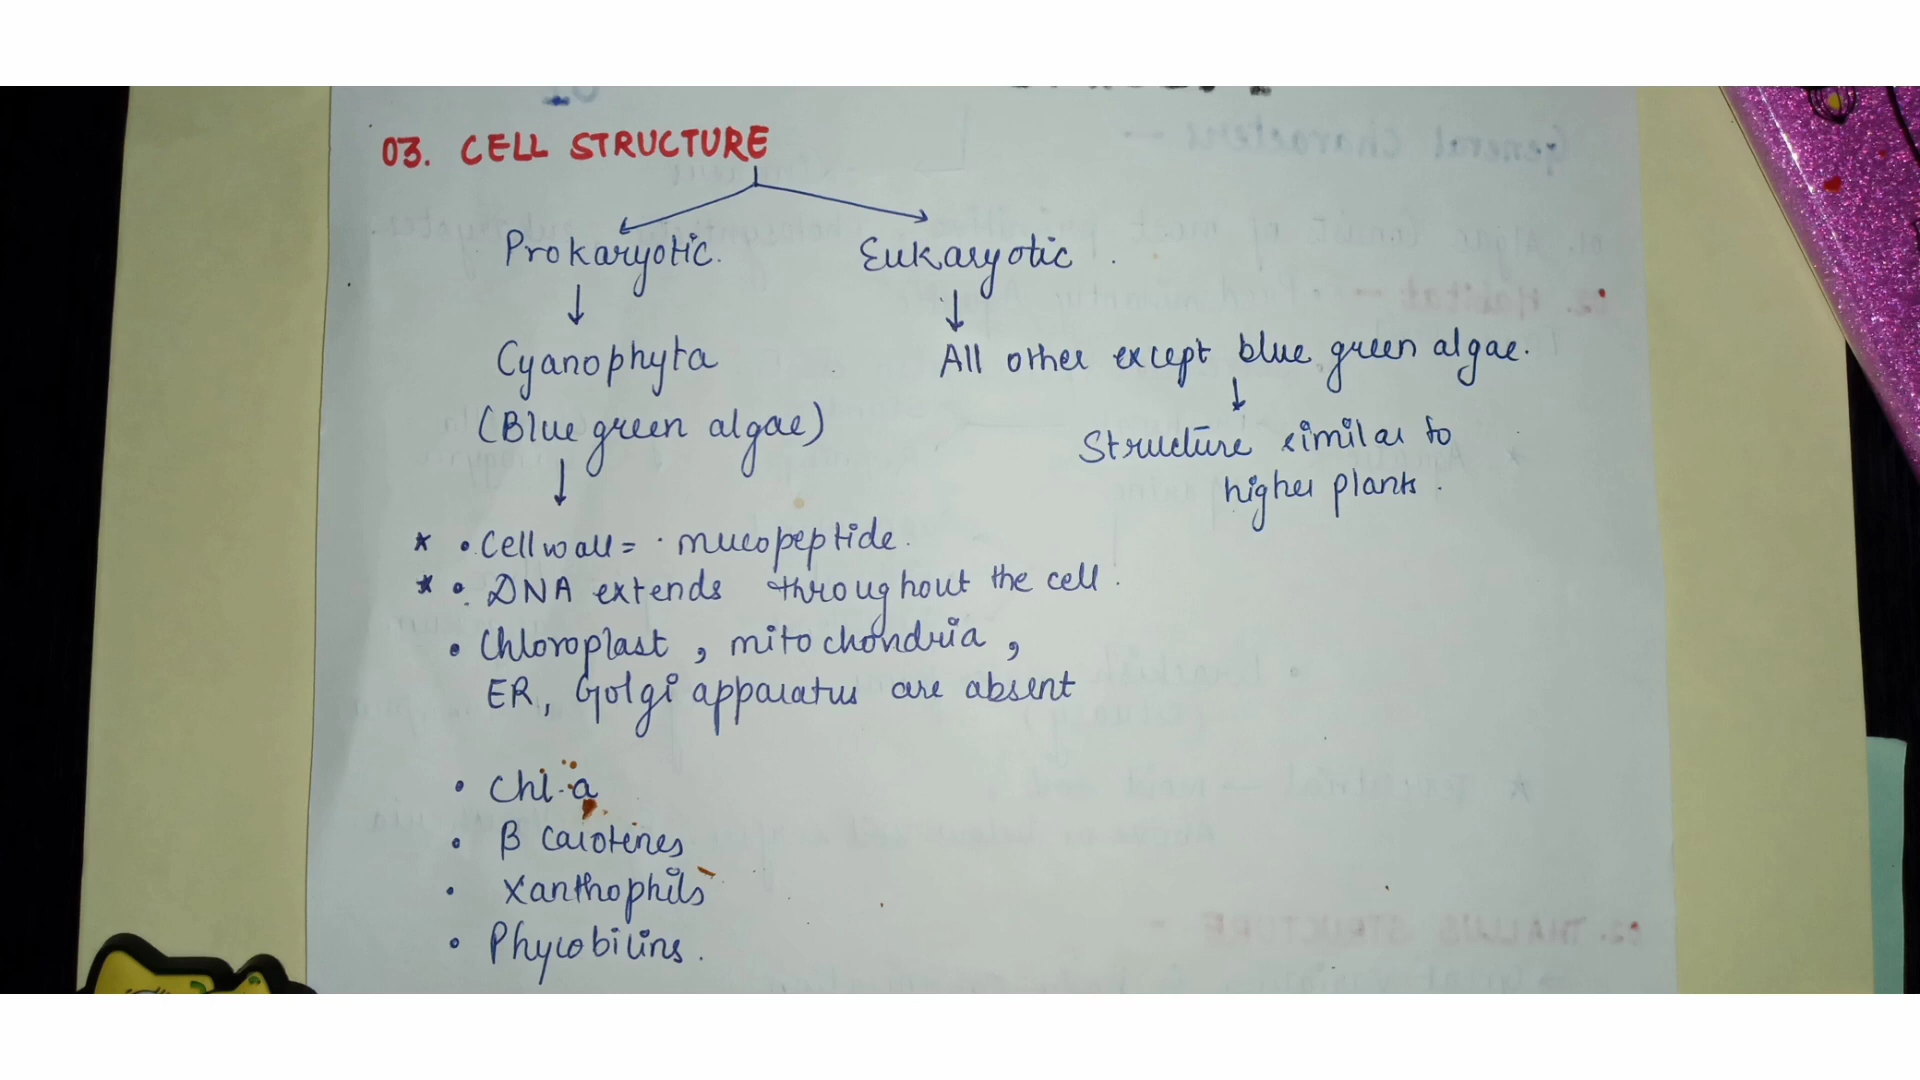 03. CELL STRUCTURE
Prokaryotic.
Eukaryotic.
Cyanophyta
All other except blue green algae.
(Blue green algae)
Structure similar to
higher plants.
* • Cell wall = mucopeptide.
* • DNA extends throughout the cell.
• Chloroplast, mitochondria,
ER, Golgi apparatus are absent
• Chl-a
• β carotenes
• Xanthophils
• Phycobilins.